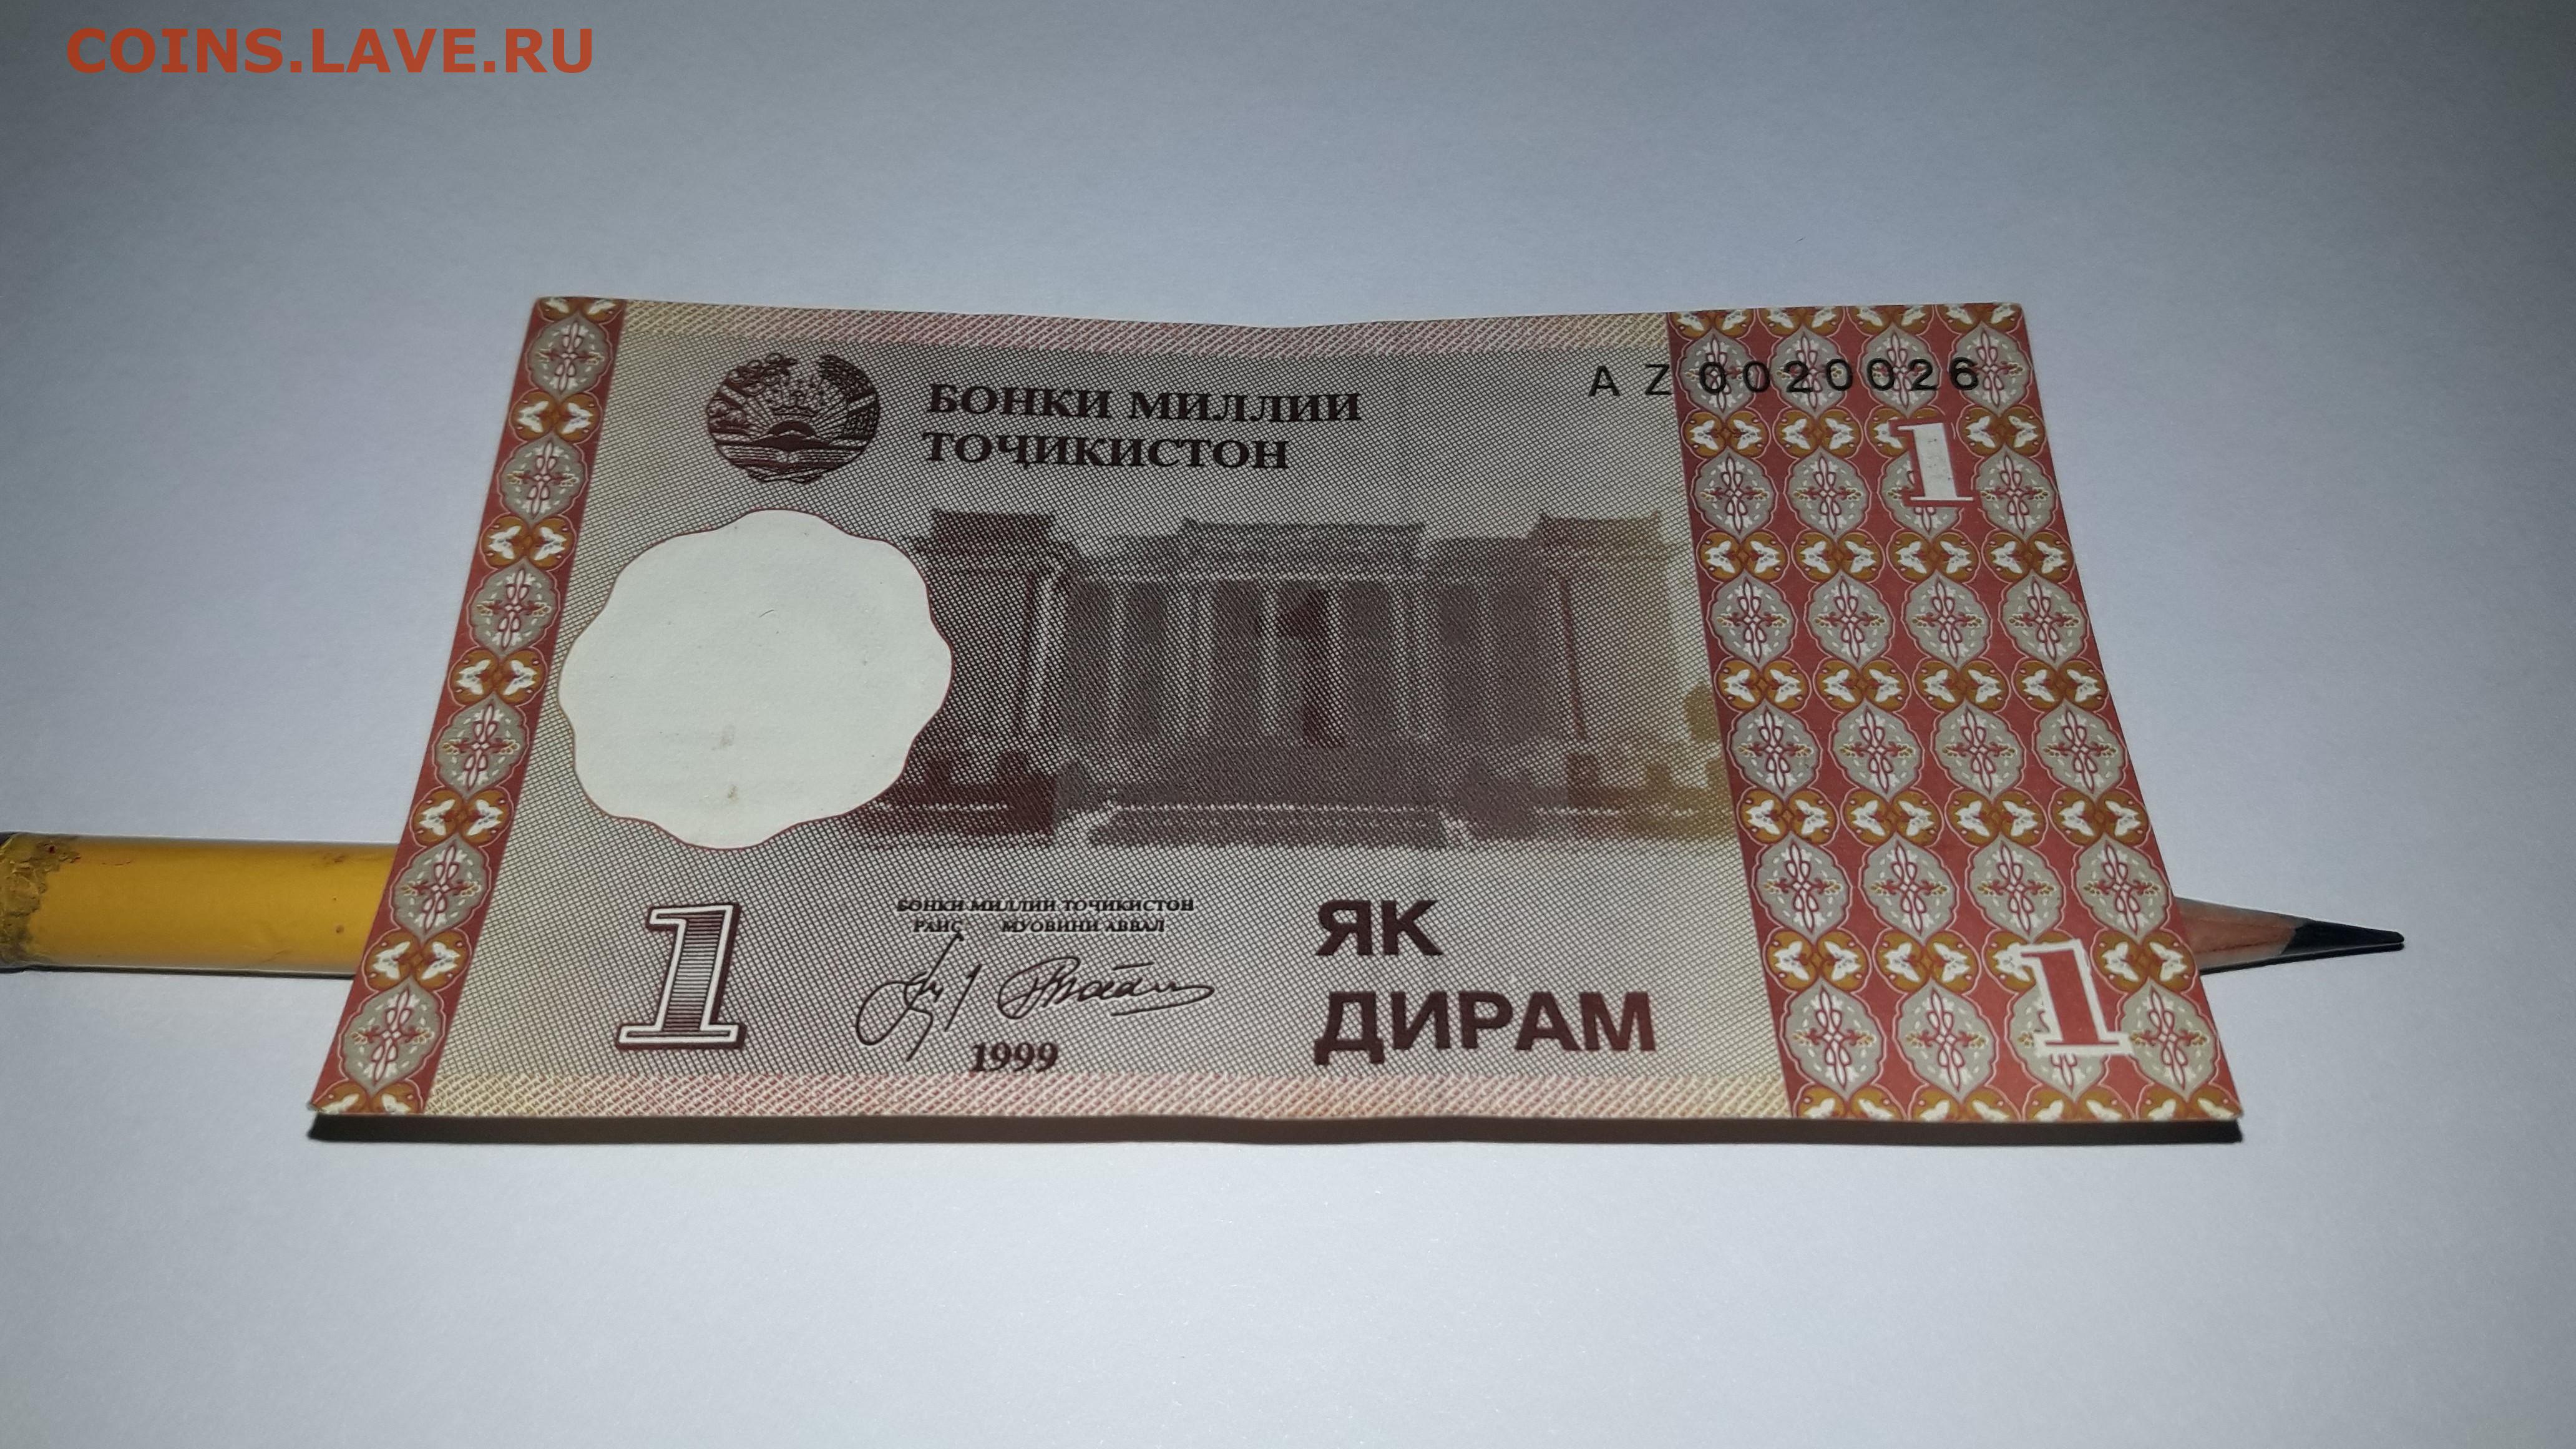 COINS.LAVE.RU
AZ 0020026
БОНКИ МИЛЛИИ
ТОҶИКИСТОН
1
БОНКИ МИЛЛИИ ТОҶИКИСТОН
РАИС МУОВИНИ АВВАЛ
1
1999
ЯК
ДИРАМ
1